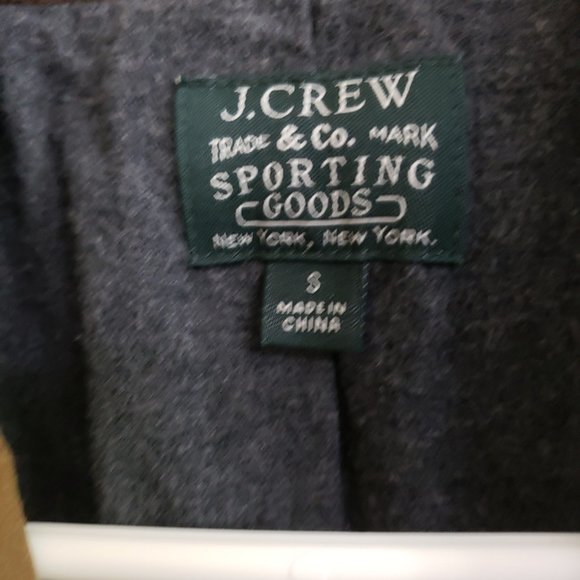 J.CREW
TRADE & Co. MARK
SPORTING
GOODS
NEW YORK, NEW YORK.
S
MADE IN
CHINA